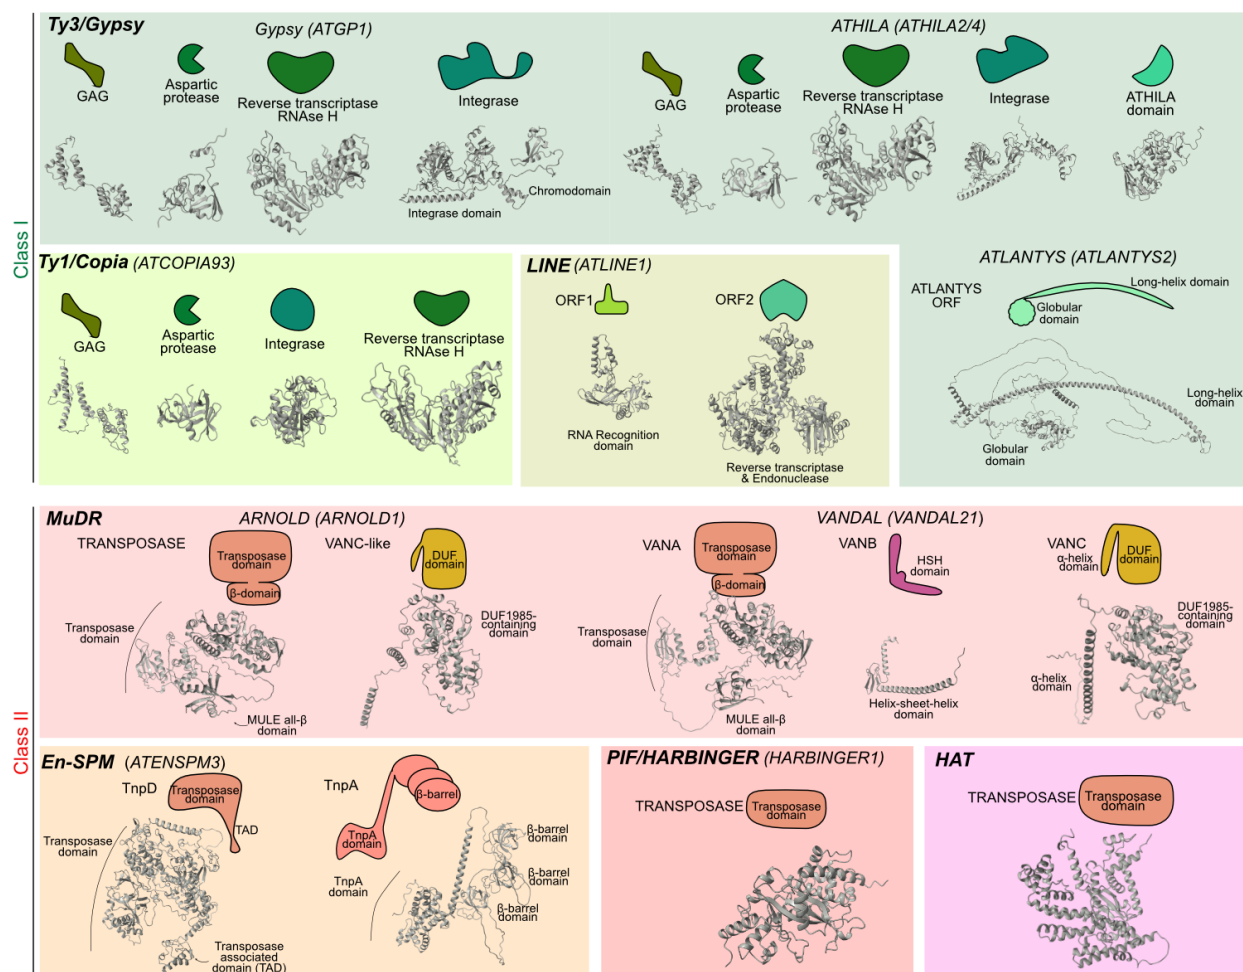 Class I
Ty3/Gypsy
Gypsy (ATGP1)
GAG
Aspartic
protease
Reverse transcriptase
RNAse H
Integrase
Integrase domain
Chromodomain
ATHILA (ATHILA2/4)
GAG
Aspartic
protease
Reverse transcriptase
RNAse H
Integrase
ATHILA
domain
Ty1/Copia (ATCOPIA93)
GAG
Aspartic
protease
Integrase
Reverse transcriptase
RNAse H
LINE (ATLINE1)
ORF1
ORF2
RNA Recognition
domain
Reverse transcriptase
& Endonuclease
ATLANTYS (ATLANTYS2)
ATLANTYS
ORF
Long-helix domain
Globular
domain
Long-helix
domain
Globular
domain
Class II
MuDR
ARNOLD (ARNOLD1)
TRANSPOSASE
Transposase
domain
β-domain
VANC-like
DUF
domain
Transposase
domain
MULE all-β
domain
DUF1985-
containing
domain
VANDAL (VANDAL21)
VANA
Transposase
domain
β-domain
VANB
HSH
domain
VANC
α-helix
domain
DUF
domain
Transposase
domain
MULE all-β
domain
Helix-sheet-helix
domain
α-helix
domain
DUF1985-
containing
domain
En-SPM (ATENSPM3)
TnpD
Transposase
domain
TAD
TnpA
β-barrel
TnpA
domain
Transposase
domain
Transposase
associated
domain (TAD)
TnpA
domain
β-barrel
domain
β-barrel
domain
β-barrel
domain
PIF/HARBINGER (HARBINGER1)
TRANSPOSASE
Transposase
domain
HAT
TRANSPOSASE
Transposase
domain